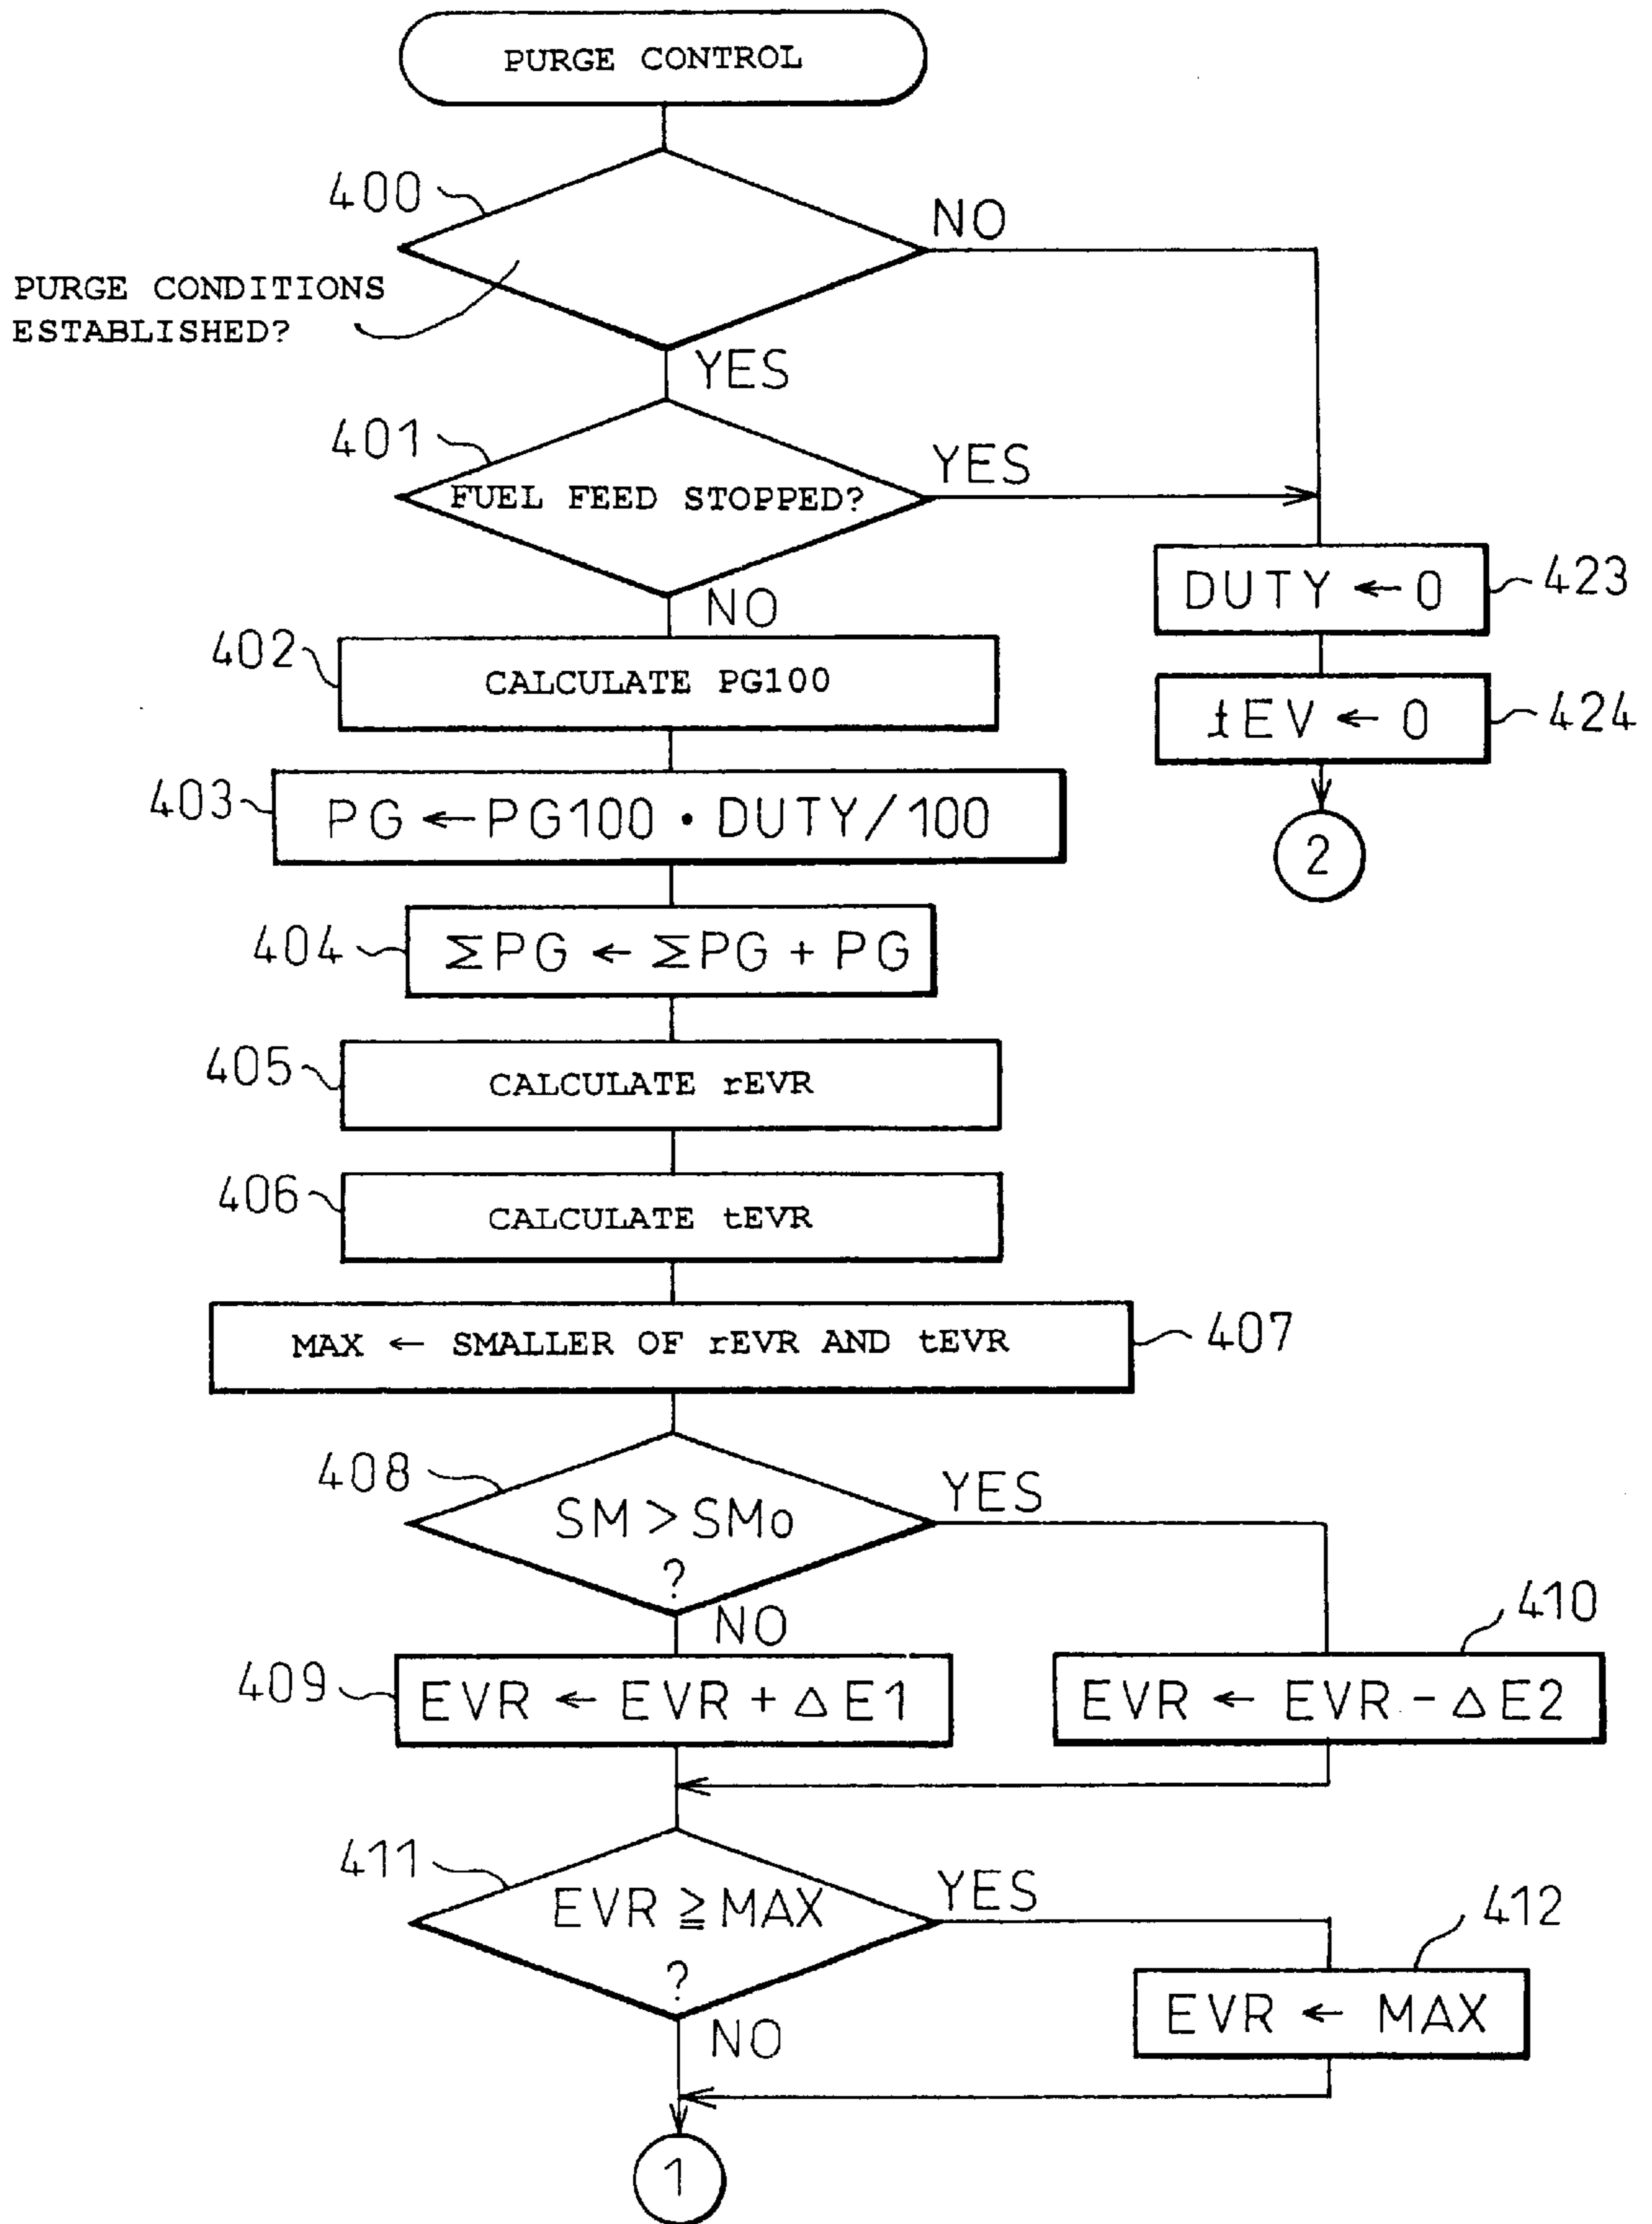 PURGE CONTROL
400
NO
PURGE CONDITIONS
ESTABLISHED?
YES
401
YES
FUEL FEED STOPPED?
NO
DUTY ← 0
423
402
CALCULATE PG100
tEV ← 0
424
403
PG ← PG100 · DUTY/100
2
404
ΣPG ← ΣPG + PG
405
CALCULATE rEVR
406
CALCULATE tEVR
MAX ← SMALLER OF rEVR AND tEVR
407
408
YES
SM > SMo
?
NO
410
409
EVR ← EVR + ΔE1
EVR ← EVR - ΔE2
411
YES
EVR ≧ MAX
?
412
NO
EVR ← MAX
1